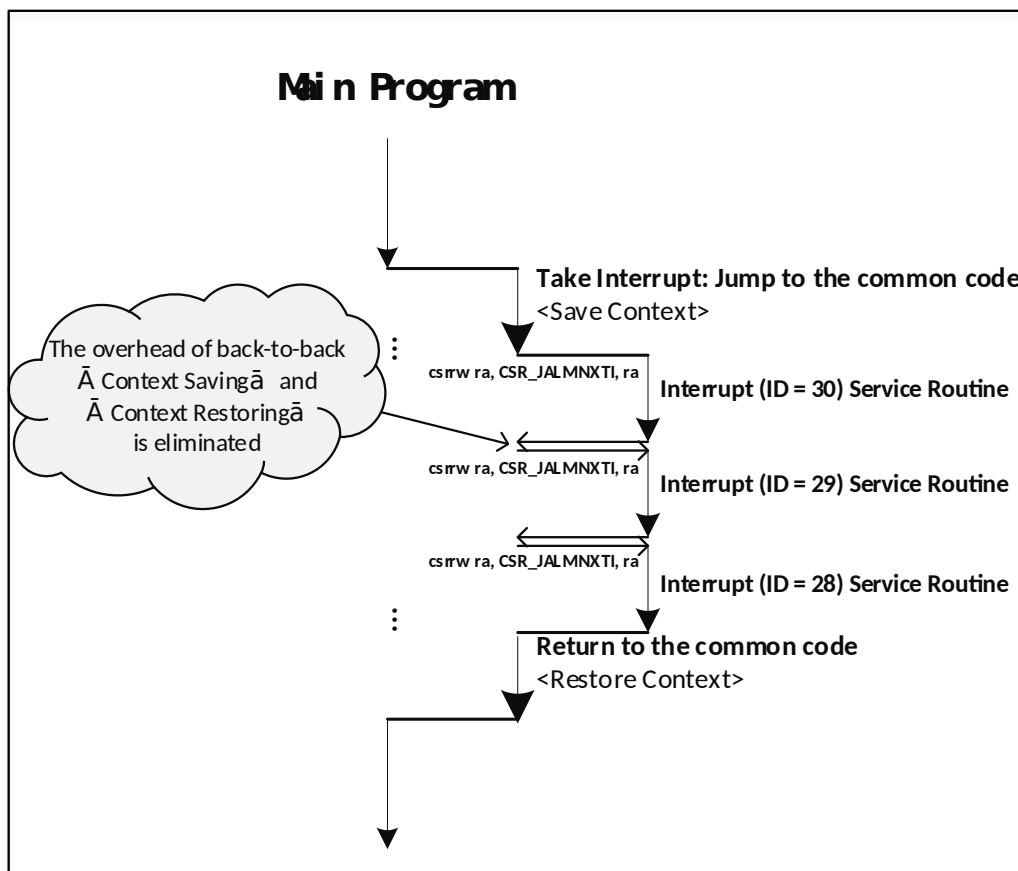 Main Program
Take Interrupt: Jump to the common code
<Save Context>
The overhead of back-to-back
Ā Context Savingā and
Ā Context Restoringā
is eliminated
⋮
csrrw ra, CSR_JALMNXTI, ra
Interrupt (ID = 30) Service Routine
csrrw ra, CSR_JALMNXTI, ra
Interrupt (ID = 29) Service Routine
csrrw ra, CSR_JALMNXTI, ra
Interrupt (ID = 28) Service Routine
⋮
Return to the common code
<Restore Context>